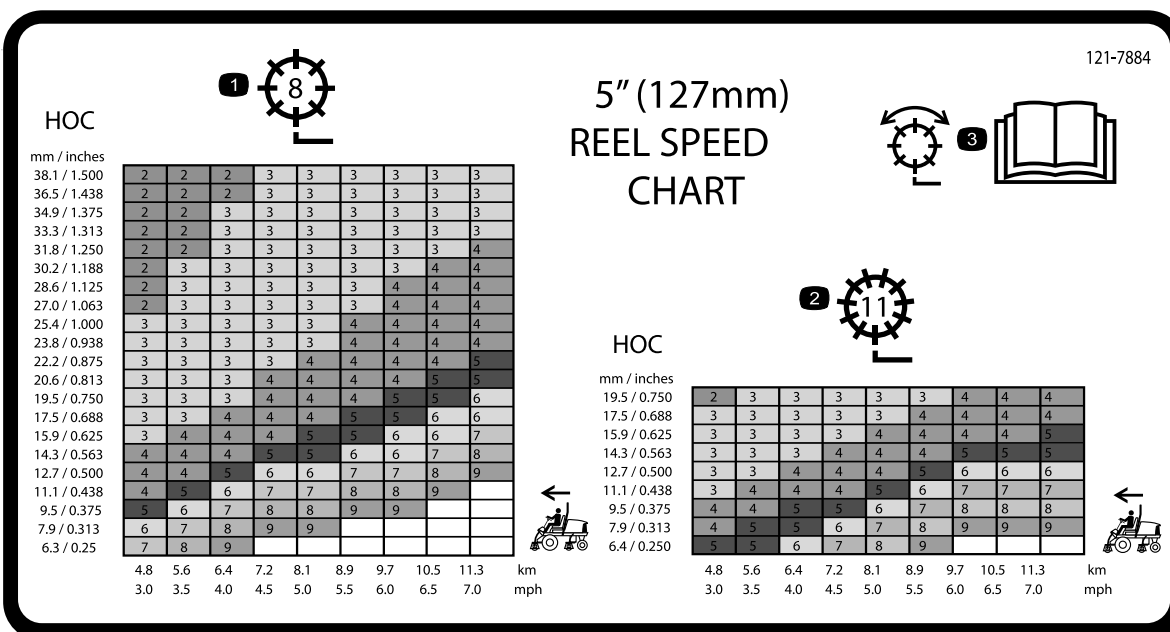 121-7884
5" (127mm)
REEL SPEED
CHART
3
1
8
HOC
mm / inches
38.1 / 1.500 2 2 2 3 3 3 3 3 3
36.5 / 1.438 2 2 2 3 3 3 3 3 3
34.9 / 1.375 2 2 3 3 3 3 3 3 3
33.3 / 1.313 2 2 3 3 3 3 3 3 3
31.8 / 1.250 2 2 3 3 3 3 3 3 4
30.2 / 1.188 2 3 3 3 3 3 3 4 4
28.6 / 1.125 2 3 3 3 3 3 4 4 4
27.0 / 1.063 2 3 3 3 3 3 4 4 4
25.4 / 1.000 3 3 3 3 3 4 4 4 4
23.8 / 0.938 3 3 3 3 3 4 4 4 4
22.2 / 0.875 3 3 3 3 4 4 4 4 5
20.6 / 0.813 3 3 3 4 4 4 4 5 5
19.5 / 0.750 3 3 3 4 4 4 5 5 6
17.5 / 0.688 3 3 4 4 4 5 5 6 6
15.9 / 0.625 3 4 4 4 5 5 6 6 7
14.3 / 0.563 4 4 4 5 5 6 6 7 8
12.7 / 0.500 4 4 5 6 6 7 7 8 9
11.1 / 0.438 4 5 6 7 7 8 8 9
9.5 / 0.375 5 6 7 8 8 9 9
7.9 / 0.313 6 7 8 9 9
6.3 / 0.25 7 8 9
4.8 5.6 6.4 7.2 8.1 8.9 9.7 10.5 11.3 km
3.0 3.5 4.0 4.5 5.0 5.5 6.0 6.5 7.0 mph
2
11
HOC
mm / inches
19.5 / 0.750 2 3 3 3 3 3 4 4 4
17.5 / 0.688 3 3 3 3 3 4 4 4 4
15.9 / 0.625 3 3 3 3 4 4 4 4 5
14.3 / 0.563 3 3 3 4 4 4 5 5 5
12.7 / 0.500 3 3 4 4 4 5 6 6 6
11.1 / 0.438 3 4 4 4 5 6 7 7 7
9.5 / 0.375 4 4 5 5 6 7 8 8 8
7.9 / 0.313 4 5 5 6 7 8 9 9 9
6.4 / 0.250 5 5 6 7 8 9
4.8 5.6 6.4 7.2 8.1 8.9 9.7 10.5 11.3 km
3.0 3.5 4.0 4.5 5.0 5.5 6.0 6.5 7.0 mph